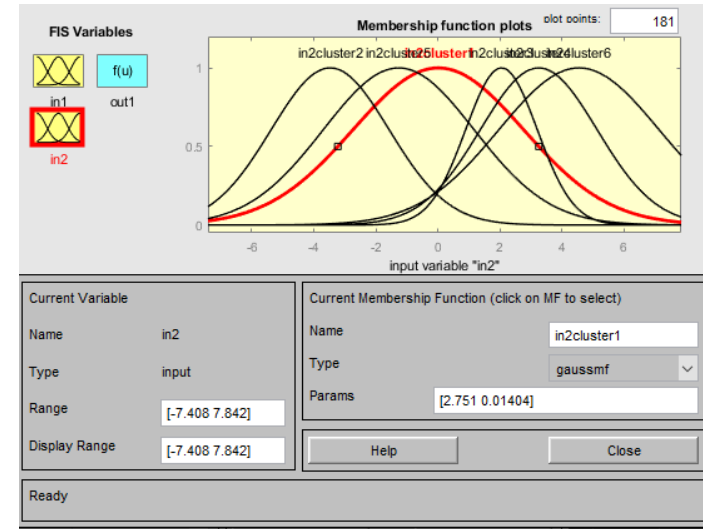 FIS Variables
Membership function plots
plot points:
181
f(u)
in1
out1
in2
in2cluster2
in2cluster1
1
0.5
0
-6
-4
-2
0
2
4
6
input variable "in2"
Current Variable
Name
in2
Type
input
Range
[-7.408 7.842]
Display Range
[-7.408 7.842]
Current Membership Function (click on MF to select)
Name
in2cluster1
Type
gaussmf
Params
[2.751 0.01404]
Help
Close
Ready